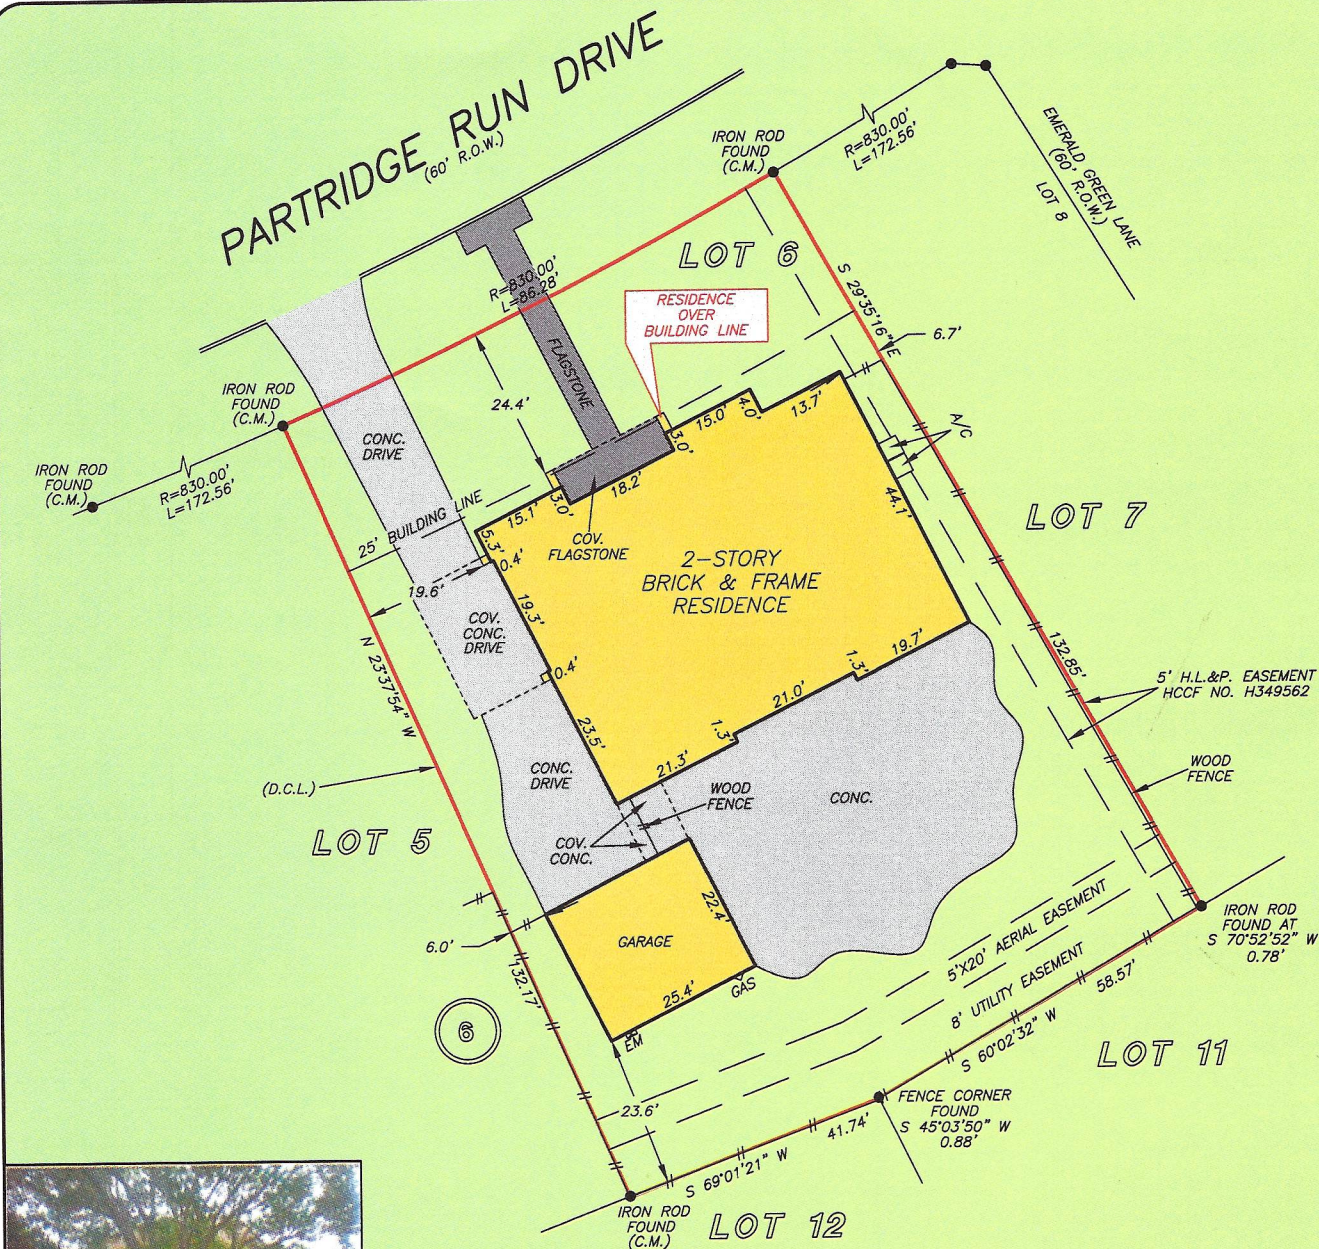 PARTRIDGE RUN DRIVE
(60' R.O.W.)
IRON ROD
FOUND
(C.M.)
R=830.00'
L=172.56'
EMERALD GREEN LANE
(60' R.O.W.)
LOT 8
LOT 6
R=830.00'
L=86.28'
RESIDENCE
OVER
BUILDING LINE
S 29°35'16" E
6.7'
FLAGSTONE
24.4'
IRON ROD
FOUND
(C.M.)
CONC.
DRIVE
IRON ROD
FOUND
(C.M.)
R=830.00'
L=172.56'
15.0'
4.0'
13.7'
3.0'
A/C
18.2'
3.0'
15.1'
25' BUILDING LINE
44.1'
LOT 7
COV.
FLAGSTONE
5.3'
0.4'
2-STORY
BRICK & FRAME
RESIDENCE
19.6'
19.3'
COV.
CONC.
DRIVE
N 23°37'54" W
0.4'
19.7'
1.3'
132.85'
5' H.L.&P. EASEMENT
HCCF NO. H349562
21.0'
1.3'
23.5'
21.3'
CONC.
DRIVE
WOOD
FENCE
CONC.
WOOD
FENCE
(D.C.L.)
LOT 5
COV.
CONC.
22.4'
GARAGE
6.0'
25.4'
GAS
EM
132.17'
6
5'X20' AERIAL EASEMENT
8' UTILITY EASEMENT
IRON ROD
FOUND AT
S 70°52'52" W
0.78'
58.57'
S 60°02'32" W
LOT 11
FENCE CORNER
FOUND
S 45°03'50" W
0.88'
23.6'
41.74'
S 69°01'21" W
IRON ROD
FOUND
(C.M.)
LOT 12